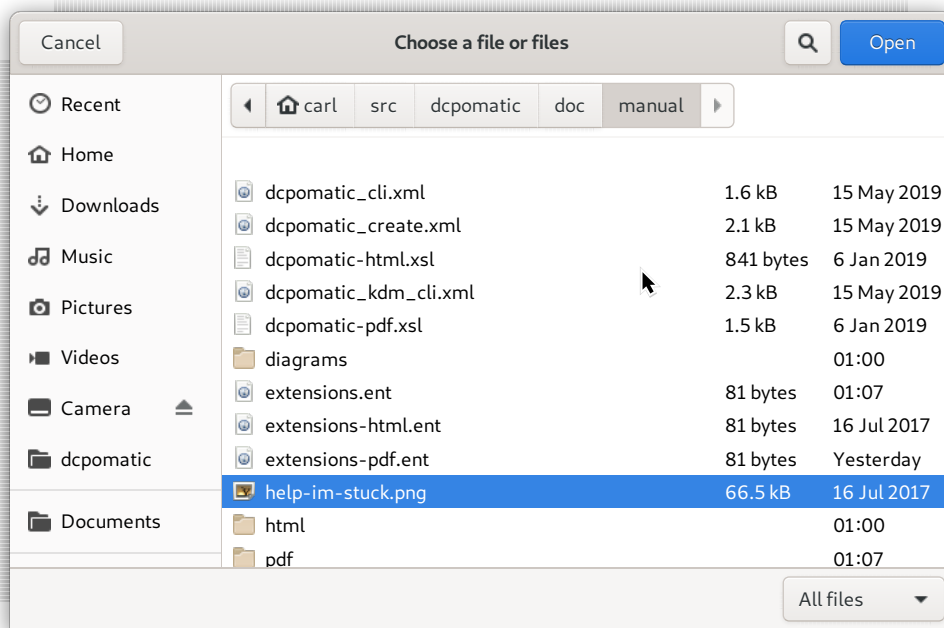 Cancel Choose a file or files Open
Recent
Home
Downloads
Music
Pictures
Videos
Camera
dcpomatic
Documents
carl src dcpomatic doc manual
dcpomatic_cli.xml 1.6 kB 15 May 2019
dcpomatic_create.xml 2.1 kB 15 May 2019
dcpomatic-html.xsl 841 bytes 6 Jan 2019
dcpomatic_kdm_cli.xml 2.3 kB 15 May 2019
dcpomatic-pdf.xsl 1.5 kB 6 Jan 2019
diagrams 01:00
extensions.ent 81 bytes 01:07
extensions-html.ent 81 bytes 16 Jul 2017
extensions-pdf.ent 81 bytes Yesterday
help-im-stuck.png 66.5 kB 16 Jul 2017
html 01:00
pdf 01:07
All files